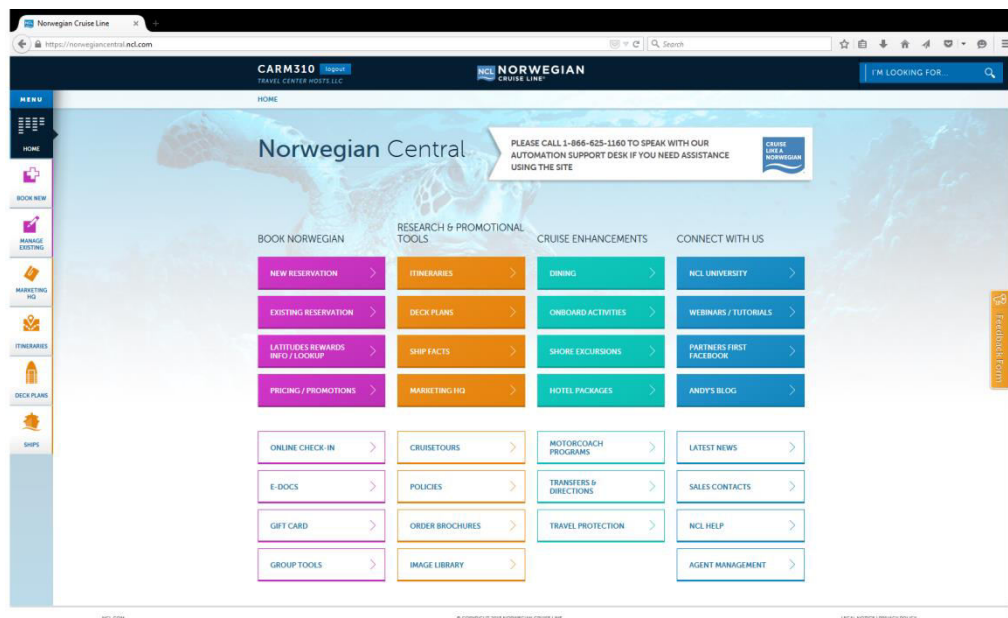 Norwegian Cruise Line
https://norwegiancentral.ncl.com
Search
CARM310 logout
TRAVEL CENTER HOSTS LLC
NCL NORWEGIAN
CRUISE LINE®
I'M LOOKING FOR...
MENU
HOME
HOME
BOOK NEW
MANAGE
EXISTING
MARKETING
HQ
ITINERARIES
DECK PLANS
SHIPS
Norwegian Central
PLEASE CALL 1-866-625-1160 TO SPEAK WITH OUR
AUTOMATION SUPPORT DESK IF YOU NEED ASSISTANCE
USING THE SITE
CRUISE
LIKE A
NORWEGIAN
BOOK NORWEGIAN
RESEARCH & PROMOTIONAL
TOOLS
CRUISE ENHANCEMENTS
CONNECT WITH US
NEW RESERVATION
ITINERARIES
DINING
NCL UNIVERSITY
EXISTING RESERVATION
DECK PLANS
ONBOARD ACTIVITIES
WEBINARS / TUTORIALS
LATITUDES REWARDS
INFO / LOOKUP
SHIP FACTS
SHORE EXCURSIONS
PARTNERS FIRST
FACEBOOK
PRICING / PROMOTIONS
MARKETING HQ
HOTEL PACKAGES
ANDY'S BLOG
ONLINE CHECK-IN
CRUISETOURS
MOTORCOACH
PROGRAMS
LATEST NEWS
E-DOCS
POLICIES
TRANSFERS &
DIRECTIONS
SALES CONTACTS
GIFT CARD
ORDER BROCHURES
TRAVEL PROTECTION
NCL HELP
GROUP TOOLS
IMAGE LIBRARY
AGENT MANAGEMENT
Feedback Form
NCL.COM